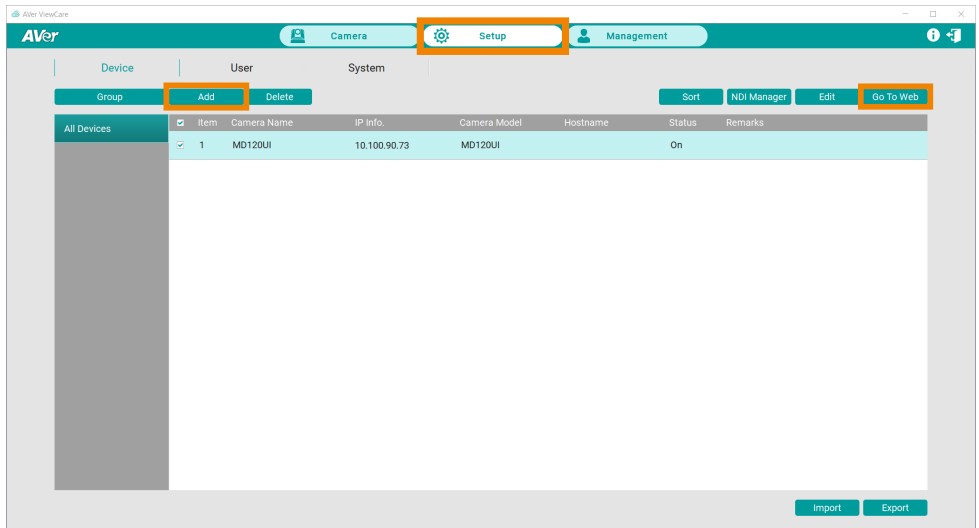 AVer ViewCare
AVer Camera Setup Management
Device User System
Group Add Delete Sort NDI Manager Edit Go To Web
All Devices
Item Camera Name IP Info. Camera Model Hostname Status Remarks
1 MD120UI 10.100.90.73 MD120UI On
Import Export